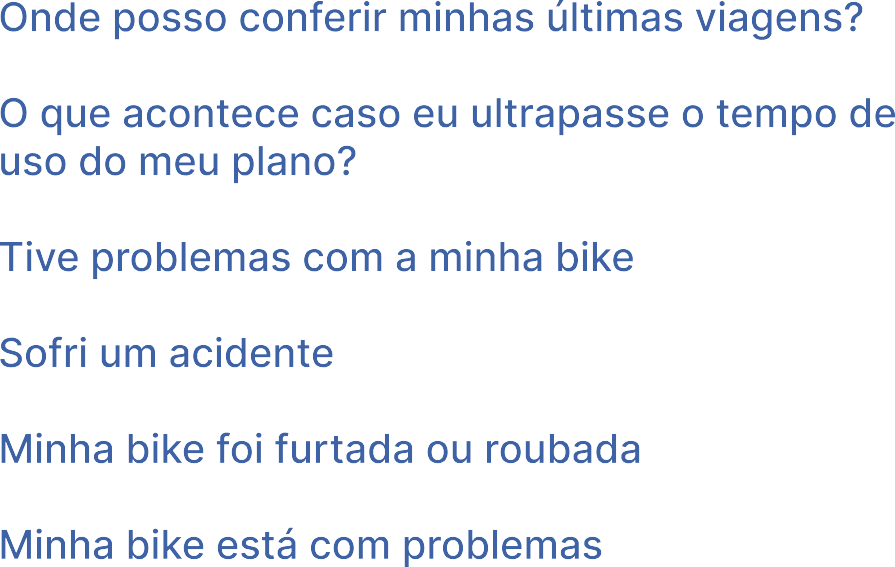 Onde posso conferir minhas últimas viagens?
O que acontece caso eu ultrapasse o tempo de
uso do meu plano?
Tive problemas com a minha bike
Sofri um acidente
Minha bike foi furtada ou roubada
Minha bike está com problemas